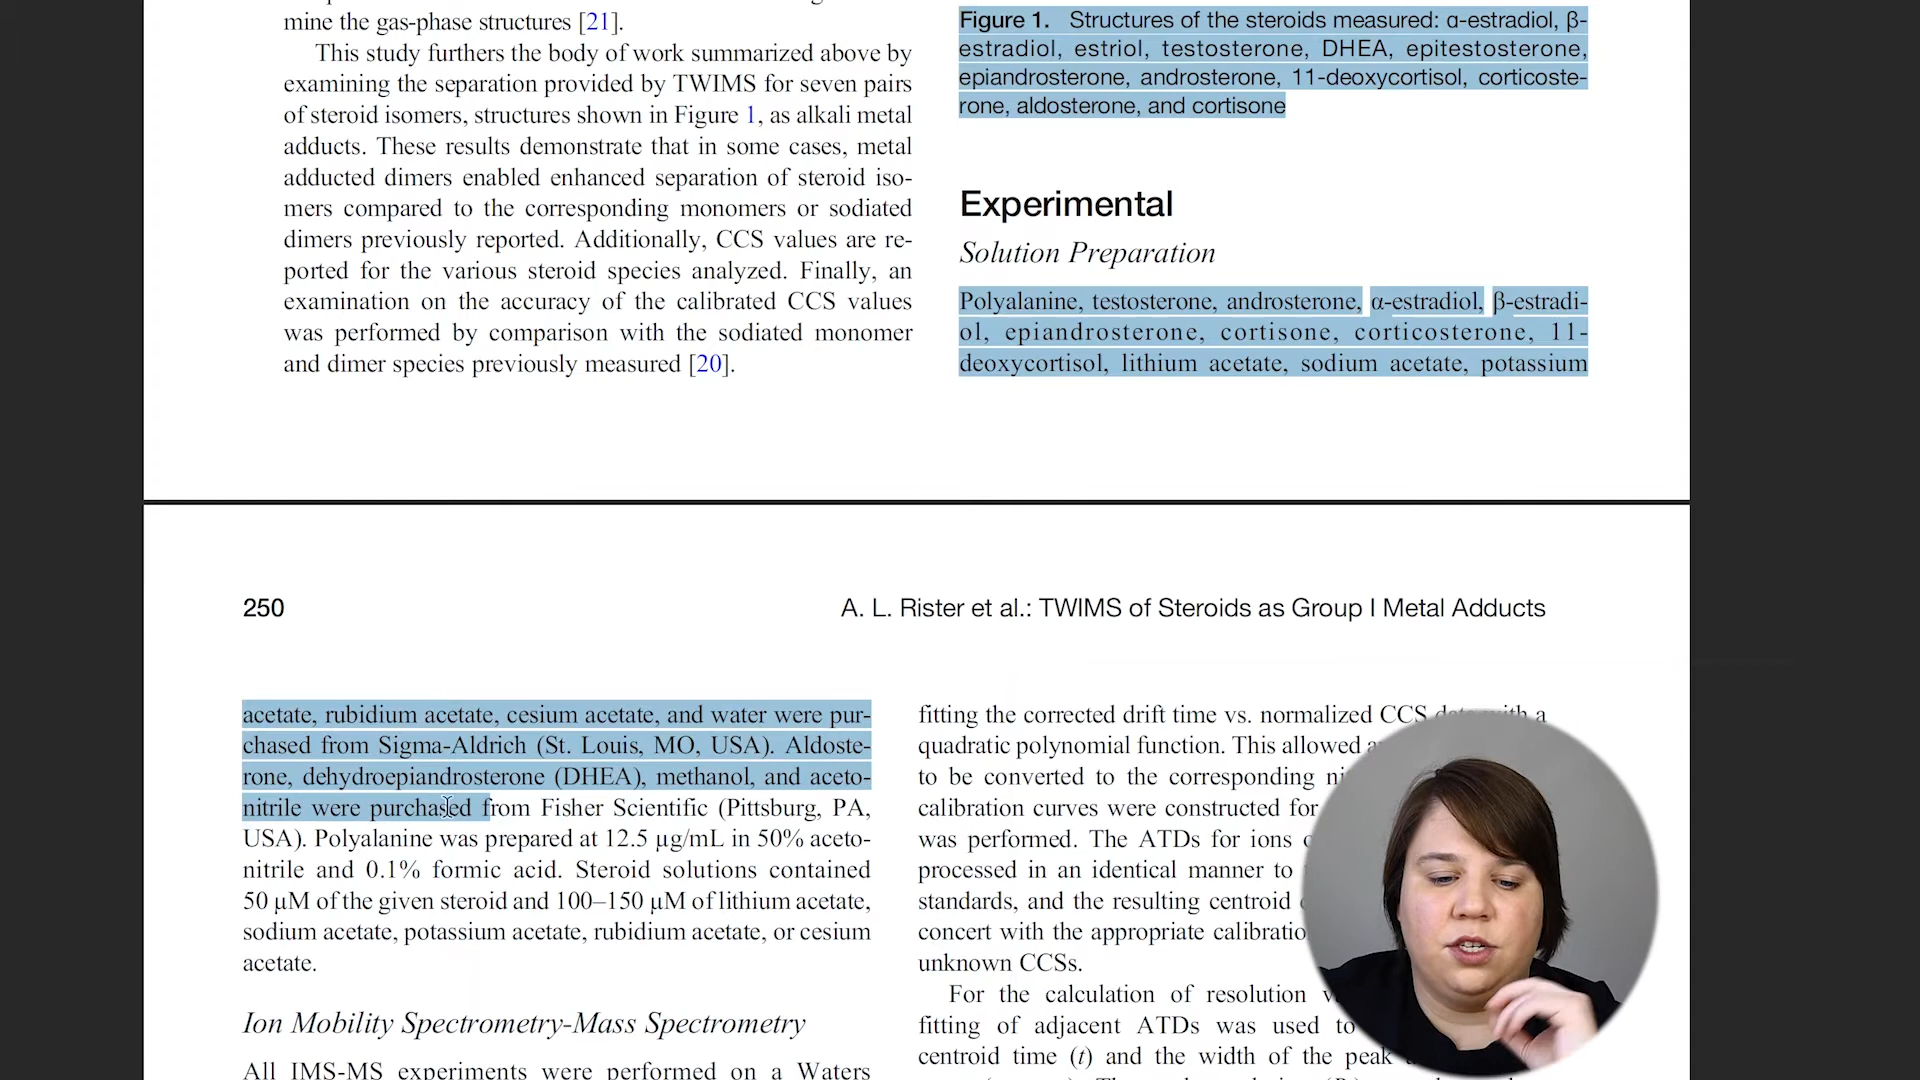 mine the gas-phase structures [21].
This study furthers the body of work summarized above by
examining the separation provided by TWIMS for seven pairs
of steroid isomers, structures shown in Figure 1, as alkali metal
adducts. These results demonstrate that in some cases, metal
adducted dimers enabled enhanced separation of steroid iso-
mers compared to the corresponding monomers or sodiated
dimers previously reported. Additionally, CCS values are re-
ported for the various steroid species analyzed. Finally, an
examination on the accuracy of the calibrated CCS values
was performed by comparison with the sodiated monomer
and dimer species previously measured [20].
Figure 1. Structures of the steroids measured: α-estradiol, β-
estradiol, estriol, testosterone, DHEA, epitestosterone,
epiandrosterone, androsterone, 11-deoxycortisol, corticoste-
rone, aldosterone, and cortisone
Experimental
Solution Preparation
Polyalanine, testosterone, androsterone, α-estradiol, β-estradi-
ol, epiandrosterone, cortisone, corticosterone, 11-
deoxycortisol, lithium acetate, sodium acetate, potassium
250
A. L. Rister et al.: TWIMS of Steroids as Group I Metal Adducts
acetate, rubidium acetate, cesium acetate, and water were pur-
chased from Sigma-Aldrich (St. Louis, MO, USA). Aldoste-
rone, dehydroepiandrosterone (DHEA), methanol, and aceto-
nitrile were purchased from Fisher Scientific (Pittsburg, PA,
USA). Polyalanine was prepared at 12.5 μg/mL in 50% aceto-
nitrile and 0.1% formic acid. Steroid solutions contained
50 μM of the given steroid and 100–150 μM of lithium acetate,
sodium acetate, potassium acetate, rubidium acetate, or cesium
acetate.
Ion Mobility Spectrometry-Mass Spectrometry
All IMS-MS experiments were performed on a Waters
fitting the corrected drift time vs. normalized CCS data with a
quadratic polynomial function. This allowed
to be converted to the corresponding
calibration curves were constructed for
was performed. The ATDs for ions
processed in an identical manner to
standards, and the resulting centroid
concert with the appropriate
unknown CCSs.
For the calculation of resolution
fitting of adjacent ATDs was used to
centroid time (t) and the width of the peak